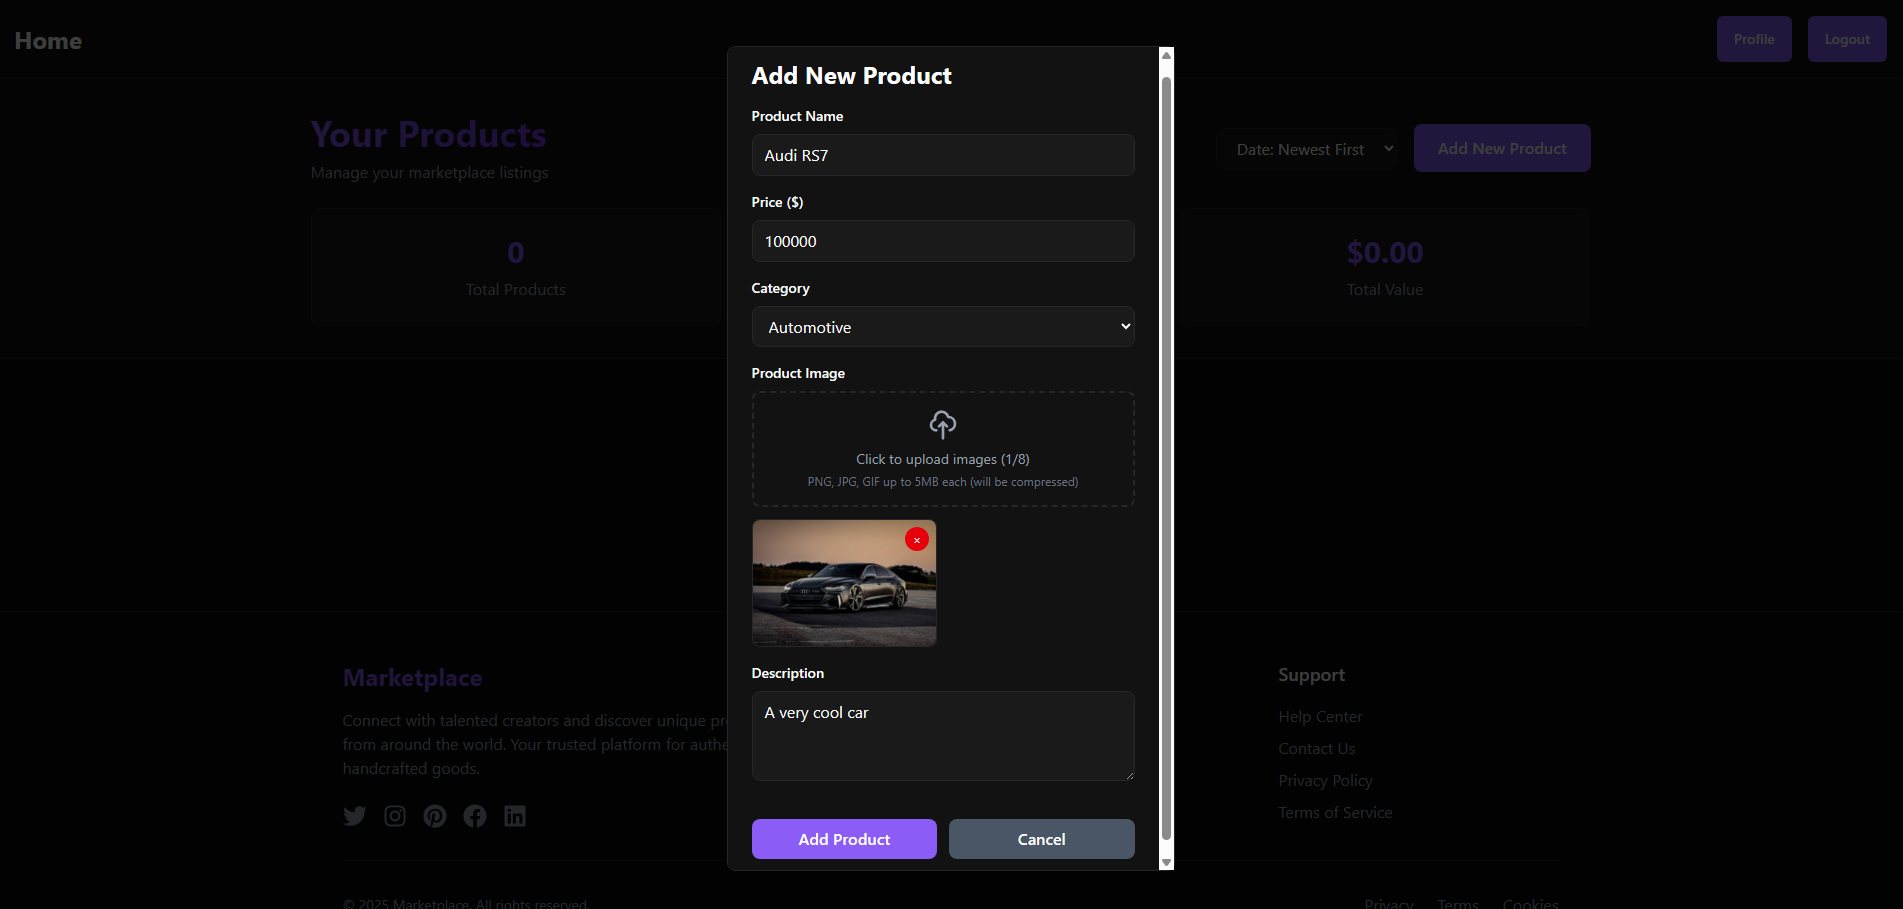 Home
Profile
Logout
Your Products
Manage your marketplace listings
Date: Newest First
Add New Product
0
Total Products
$0.00
Total Value
Add New Product
Product Name
Audi RS7
Price ($)
100000
Category
Automotive
Product Image
Click to upload images (1/8)
PNG, JPG, GIF up to 5MB each (will be compressed)
×
Description
A very cool car
Add Product
Cancel
Marketplace
Connect with talented creators and discover unique
from around the world. Your trusted platform for
handcrafted goods.
Support
Help Center
Contact Us
Privacy Policy
Terms of Service
© 2025 Marketplace. All rights reserved.
Privacy
Terms
Cookies